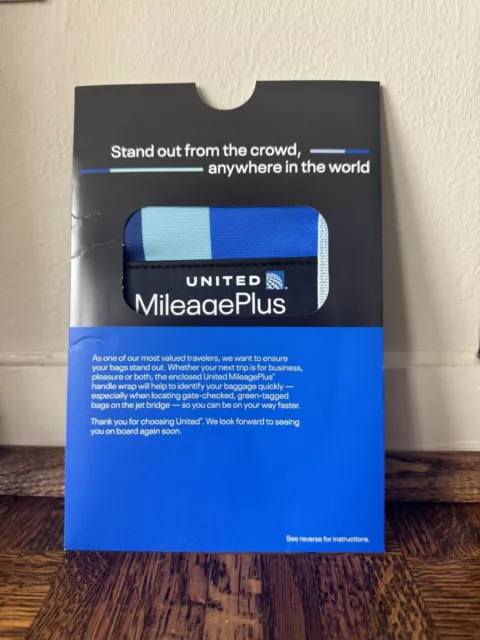 Stand out from the crowd,
anywhere in the world
UNITED
MileagePlus
As one of our most valued travelers, we want to ensure
your bags stand out. Whether your next trip is for business,
pleasure or both, the enclosed United MileagePlus®
handle wrap will help to identify your baggage quickly —
especially when locating gate-checked, green-tagged
bags on the jet bridge — so you can be on your way faster.
Thank you for choosing United®. We look forward to seeing
you on board again soon.
See reverse for instructions.